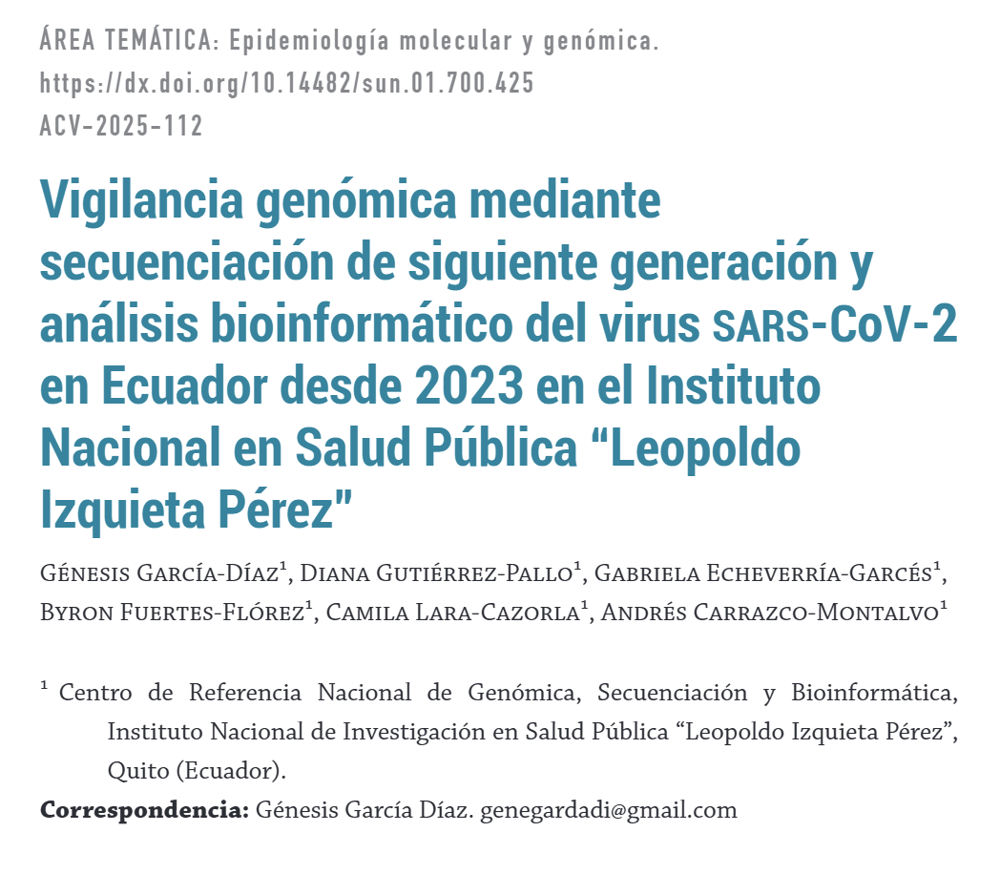 ÁREA TEMÁTICA: Epidemiología molecular y genómica.
https://dx.doi.org/10.14482/sun.01.700.425
ACV-2025-112
Vigilancia genómica mediante
secuenciación de siguiente generación y
análisis bioinformático del virus SARS-CoV-2
en Ecuador desde 2023 en el Instituto
Nacional en Salud Pública “Leopoldo
Izquieta Pérez”
Génesis García-Díaz¹, Diana Gutiérrez-Pallo¹, Gabriela Echeverría-Garcés¹,
Byron Fuertes-Flórez¹, Camila Lara-Cazorla¹, Andrés Carrazco-Montalvo¹
¹ Centro de Referencia Nacional de Genómica, Secuenciación y Bioinformática,
Instituto Nacional de Investigación en Salud Pública “Leopoldo Izquieta Pérez”,
Quito (Ecuador).
Correspondencia: Génesis García Díaz. genegardadi@gmail.com